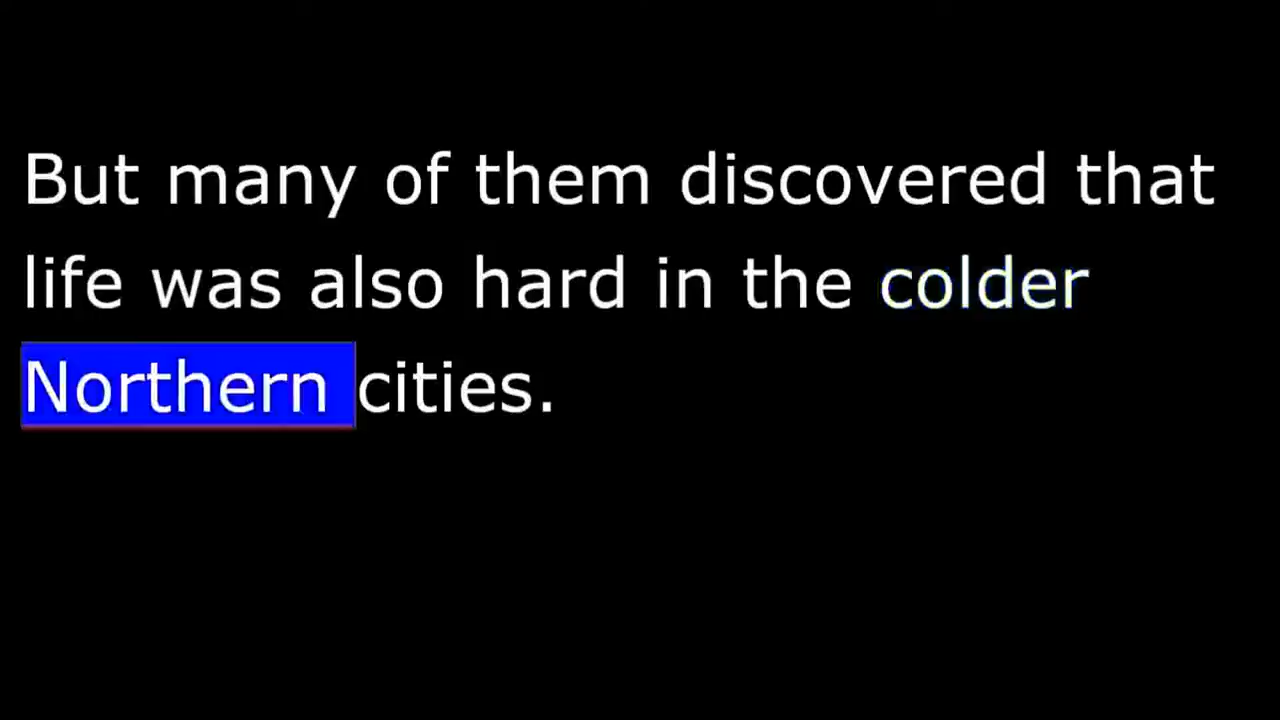 But many of them discovered that
life was also hard in the colder
Northern cities.